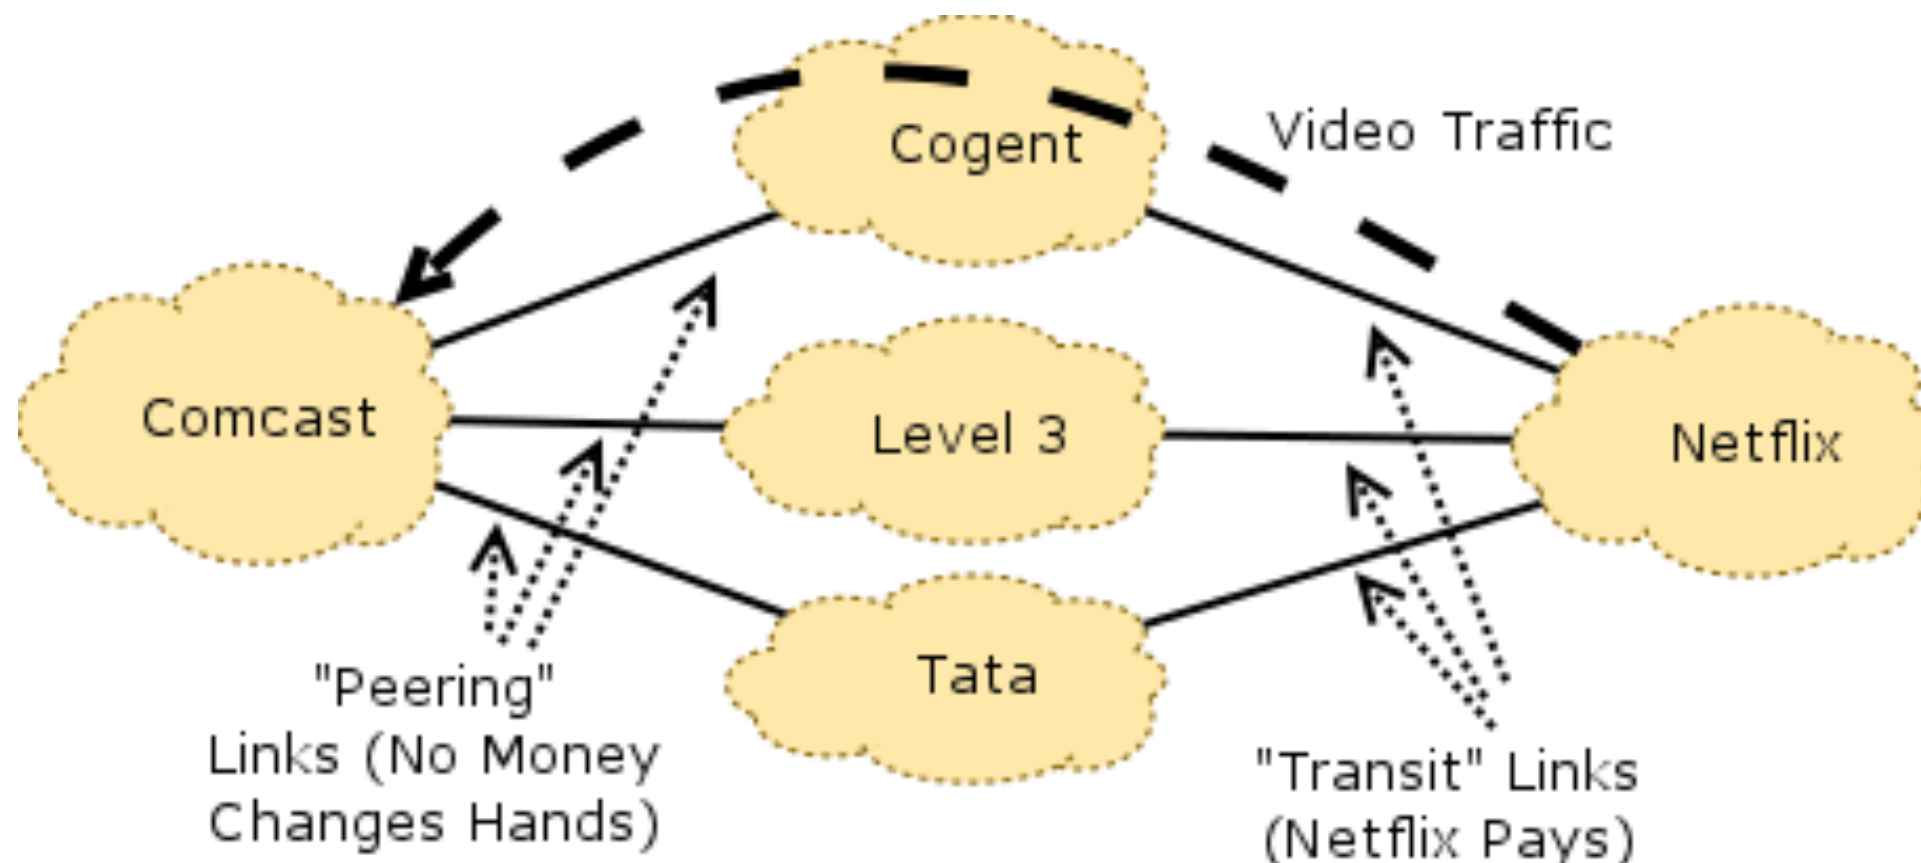 Cogent
Video Traffic
Comcast
Level 3
Netflix
Tata
"Peering"
Links (No Money
Changes Hands)
"Transit" Links
(Netflix Pays)